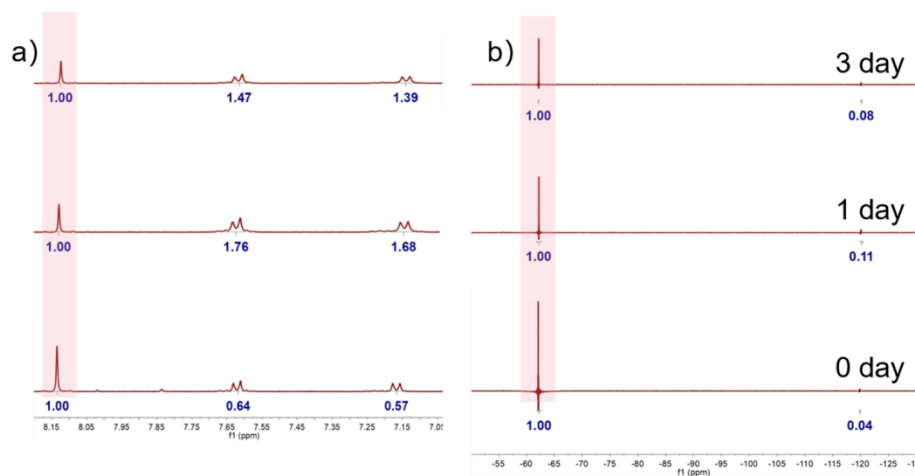 a)
1.00 1.47 1.39
1.00 1.76 1.68
1.00 0.64 0.57
8.15 8.05 7.95 7.85 7.75 7.65 7.55 7.45 7.35 7.25 7.15 7.05
f1 (ppm)
b)
3 day
1.00 0.08
1 day
1.00 0.11
0 day
1.00 0.04
-55 -60 -65 -70 -75 -80 -85 -90 -95 -100 -105 -110 -115 -120 -125
f1 (ppm)